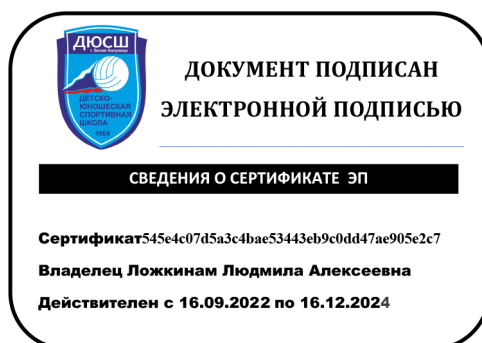 ДЮСШ
г. Белая Холуница
ДЕТСКО-
ЮНОШЕСКАЯ
СПОРТИВНАЯ
ШКОЛА
1969
ДОКУМЕНТ ПОДПИСАН
ЭЛЕКТРОННОЙ ПОДПИСЬЮ
СВЕДЕНИЯ О СЕРТИФИКАТЕ ЭП
Сертификат545e4c07d5a3c4bae53443eb9c0dd47ae905e2c7
Владелец Ложкинам Людмила Алексеевна
Действителен с 16.09.2022 по 16.12.2024